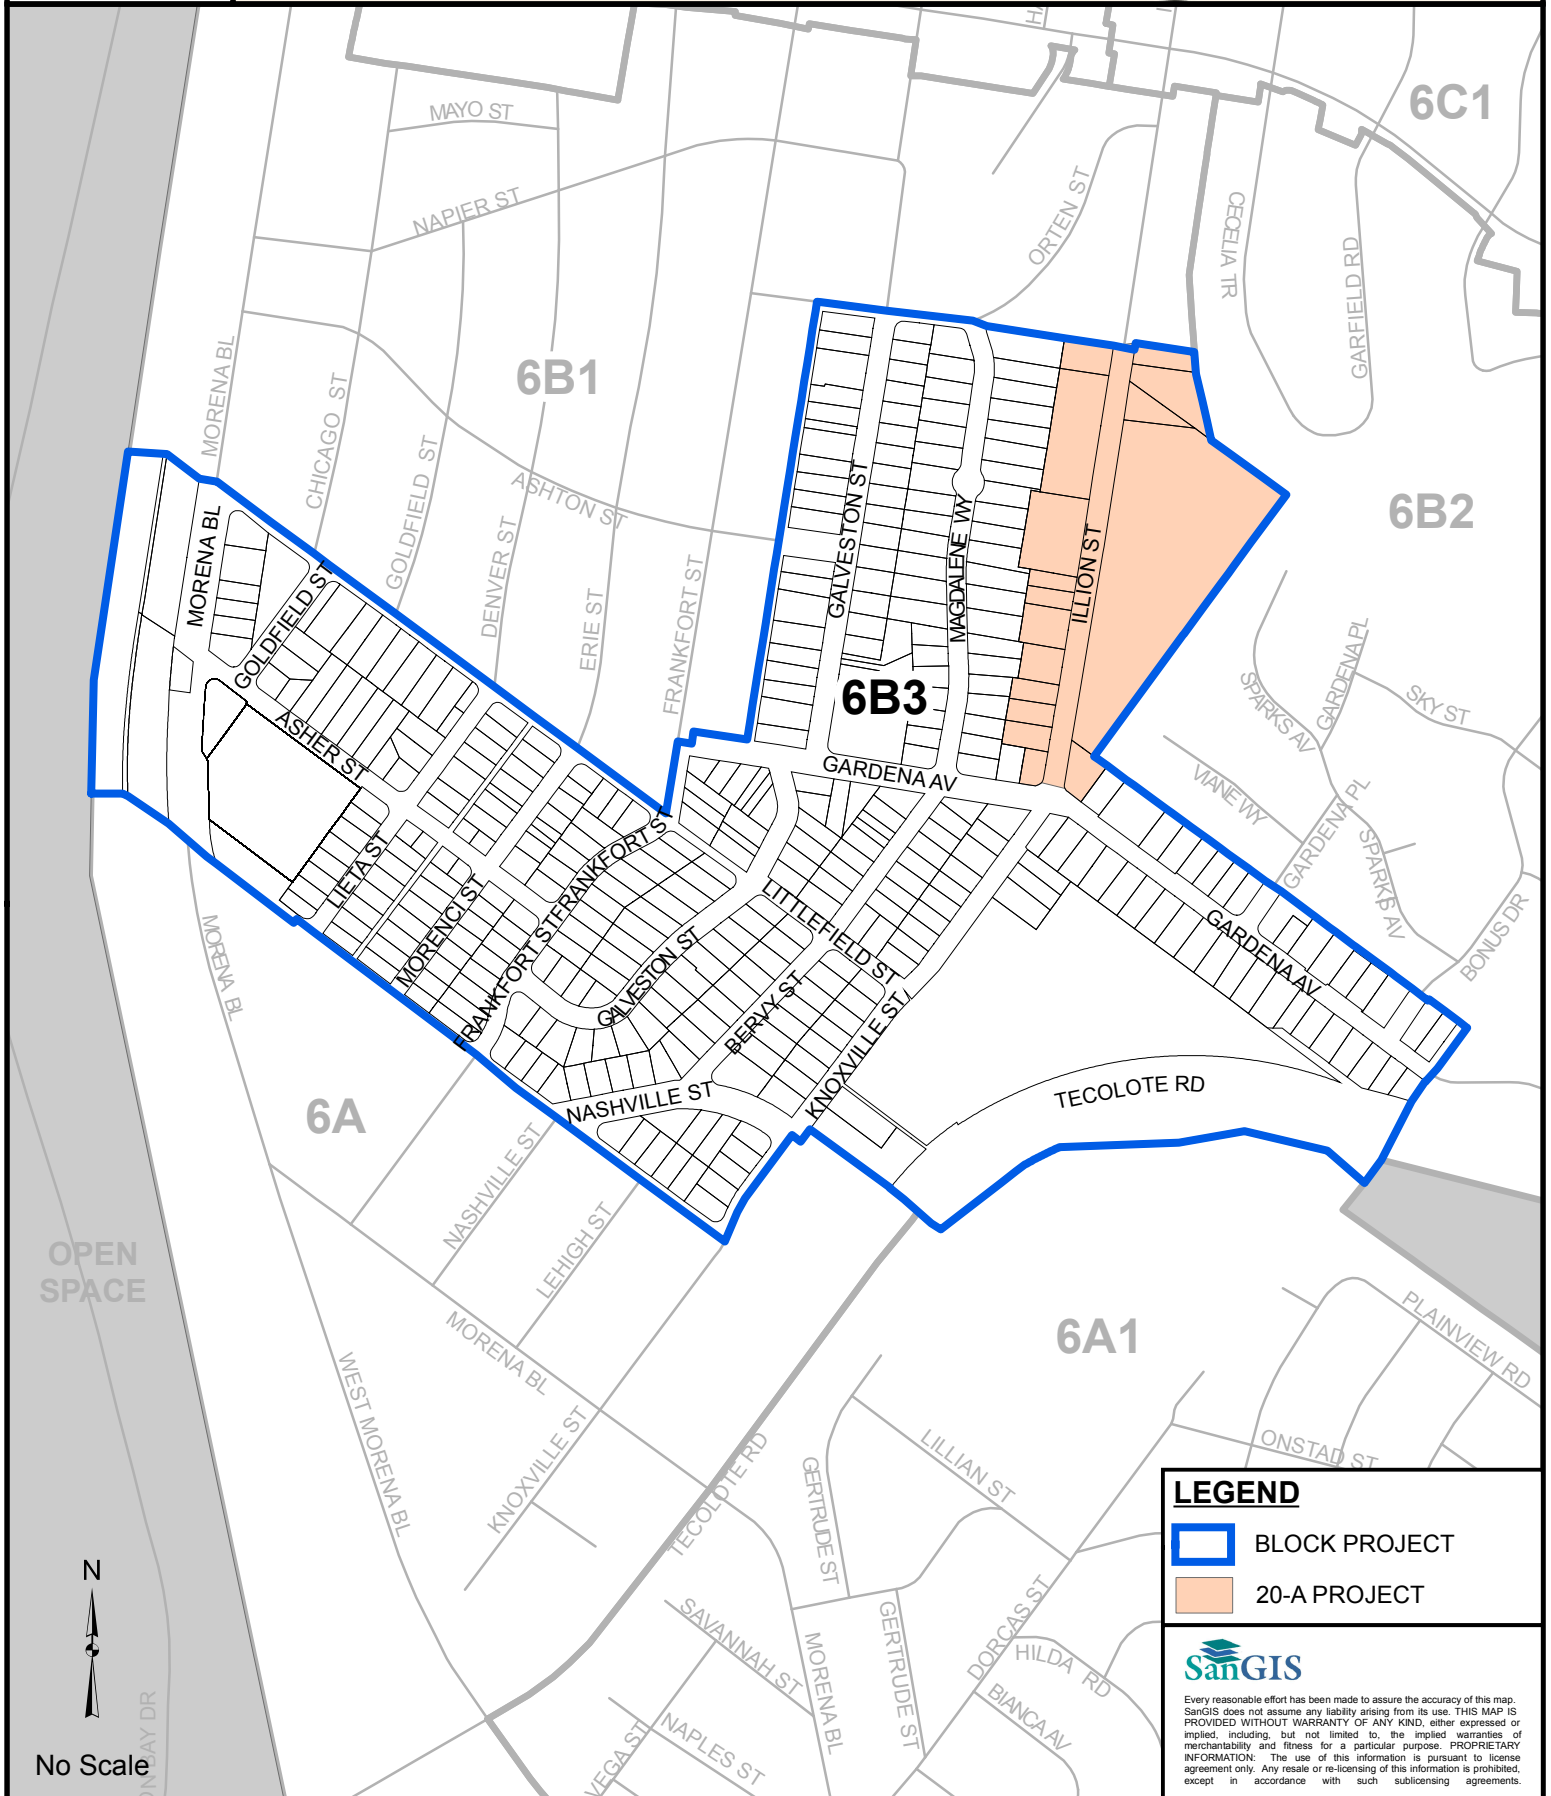 6C1
MAYO ST
NAPIER ST
ORTEN ST
CECELIA TR
GARFIELD RD
MORENA BL
CHICAGO ST
6B1
GOLDFIELD ST
ASHTON ST
DENVER ST
ERIE ST
FRANKFORT ST
6B2
GALVESTON ST
MAGDALENE WY
ILLION ST
MORENA BL
GOLDFIELD ST
6B3
SPARKS AV
GARDENA PL
SKY ST
ASHER ST
GARDENA AV
VIANE WY
GARDENA PL
SPARKS AV
BONUS DR
LIETA ST
MORENCI ST
FRANKFORT ST
FRANKFORT ST
LITTLEFIELD ST
GALVESTON ST
BERVY ST
KNOXVILLE ST
GARDENA AV
MORENA BL
NASHVILLE ST
TECOLOTE RD
6A
NASHVILLE ST
LEHIGH ST
OPEN
SPACE
MORENA BL
6A1
PLAINVIEW RD
WEST MORENA BL
KNOXVILLE ST
TECOLOTE RD
GERTRUDE ST
LILLIAN ST
ONSTAD ST
SAVANNAH ST
MORENA BL
GERTRUDE ST
DORCAS ST
HILDA RD
BIANCA AV
VEGA ST
NAPLES ST
BAY DR
N
No Scale
LEGEND
BLOCK PROJECT
20-A PROJECT
SanGIS
Every reasonable effort has been made to assure the accuracy of this map.
SanGIS does not assume any liability arising from its use. THIS MAP IS
PROVIDED WITHOUT WARRANTY OF ANY KIND, either expressed or
implied, including, but not limited to, the implied warranties of
merchantability and fitness for a particular purpose. PROPRIETARY
INFORMATION: The use of this information is pursuant to license
agreement only. Any resale or re-licensing of this information is prohibited,
except in accordance with such sublicensing agreements.